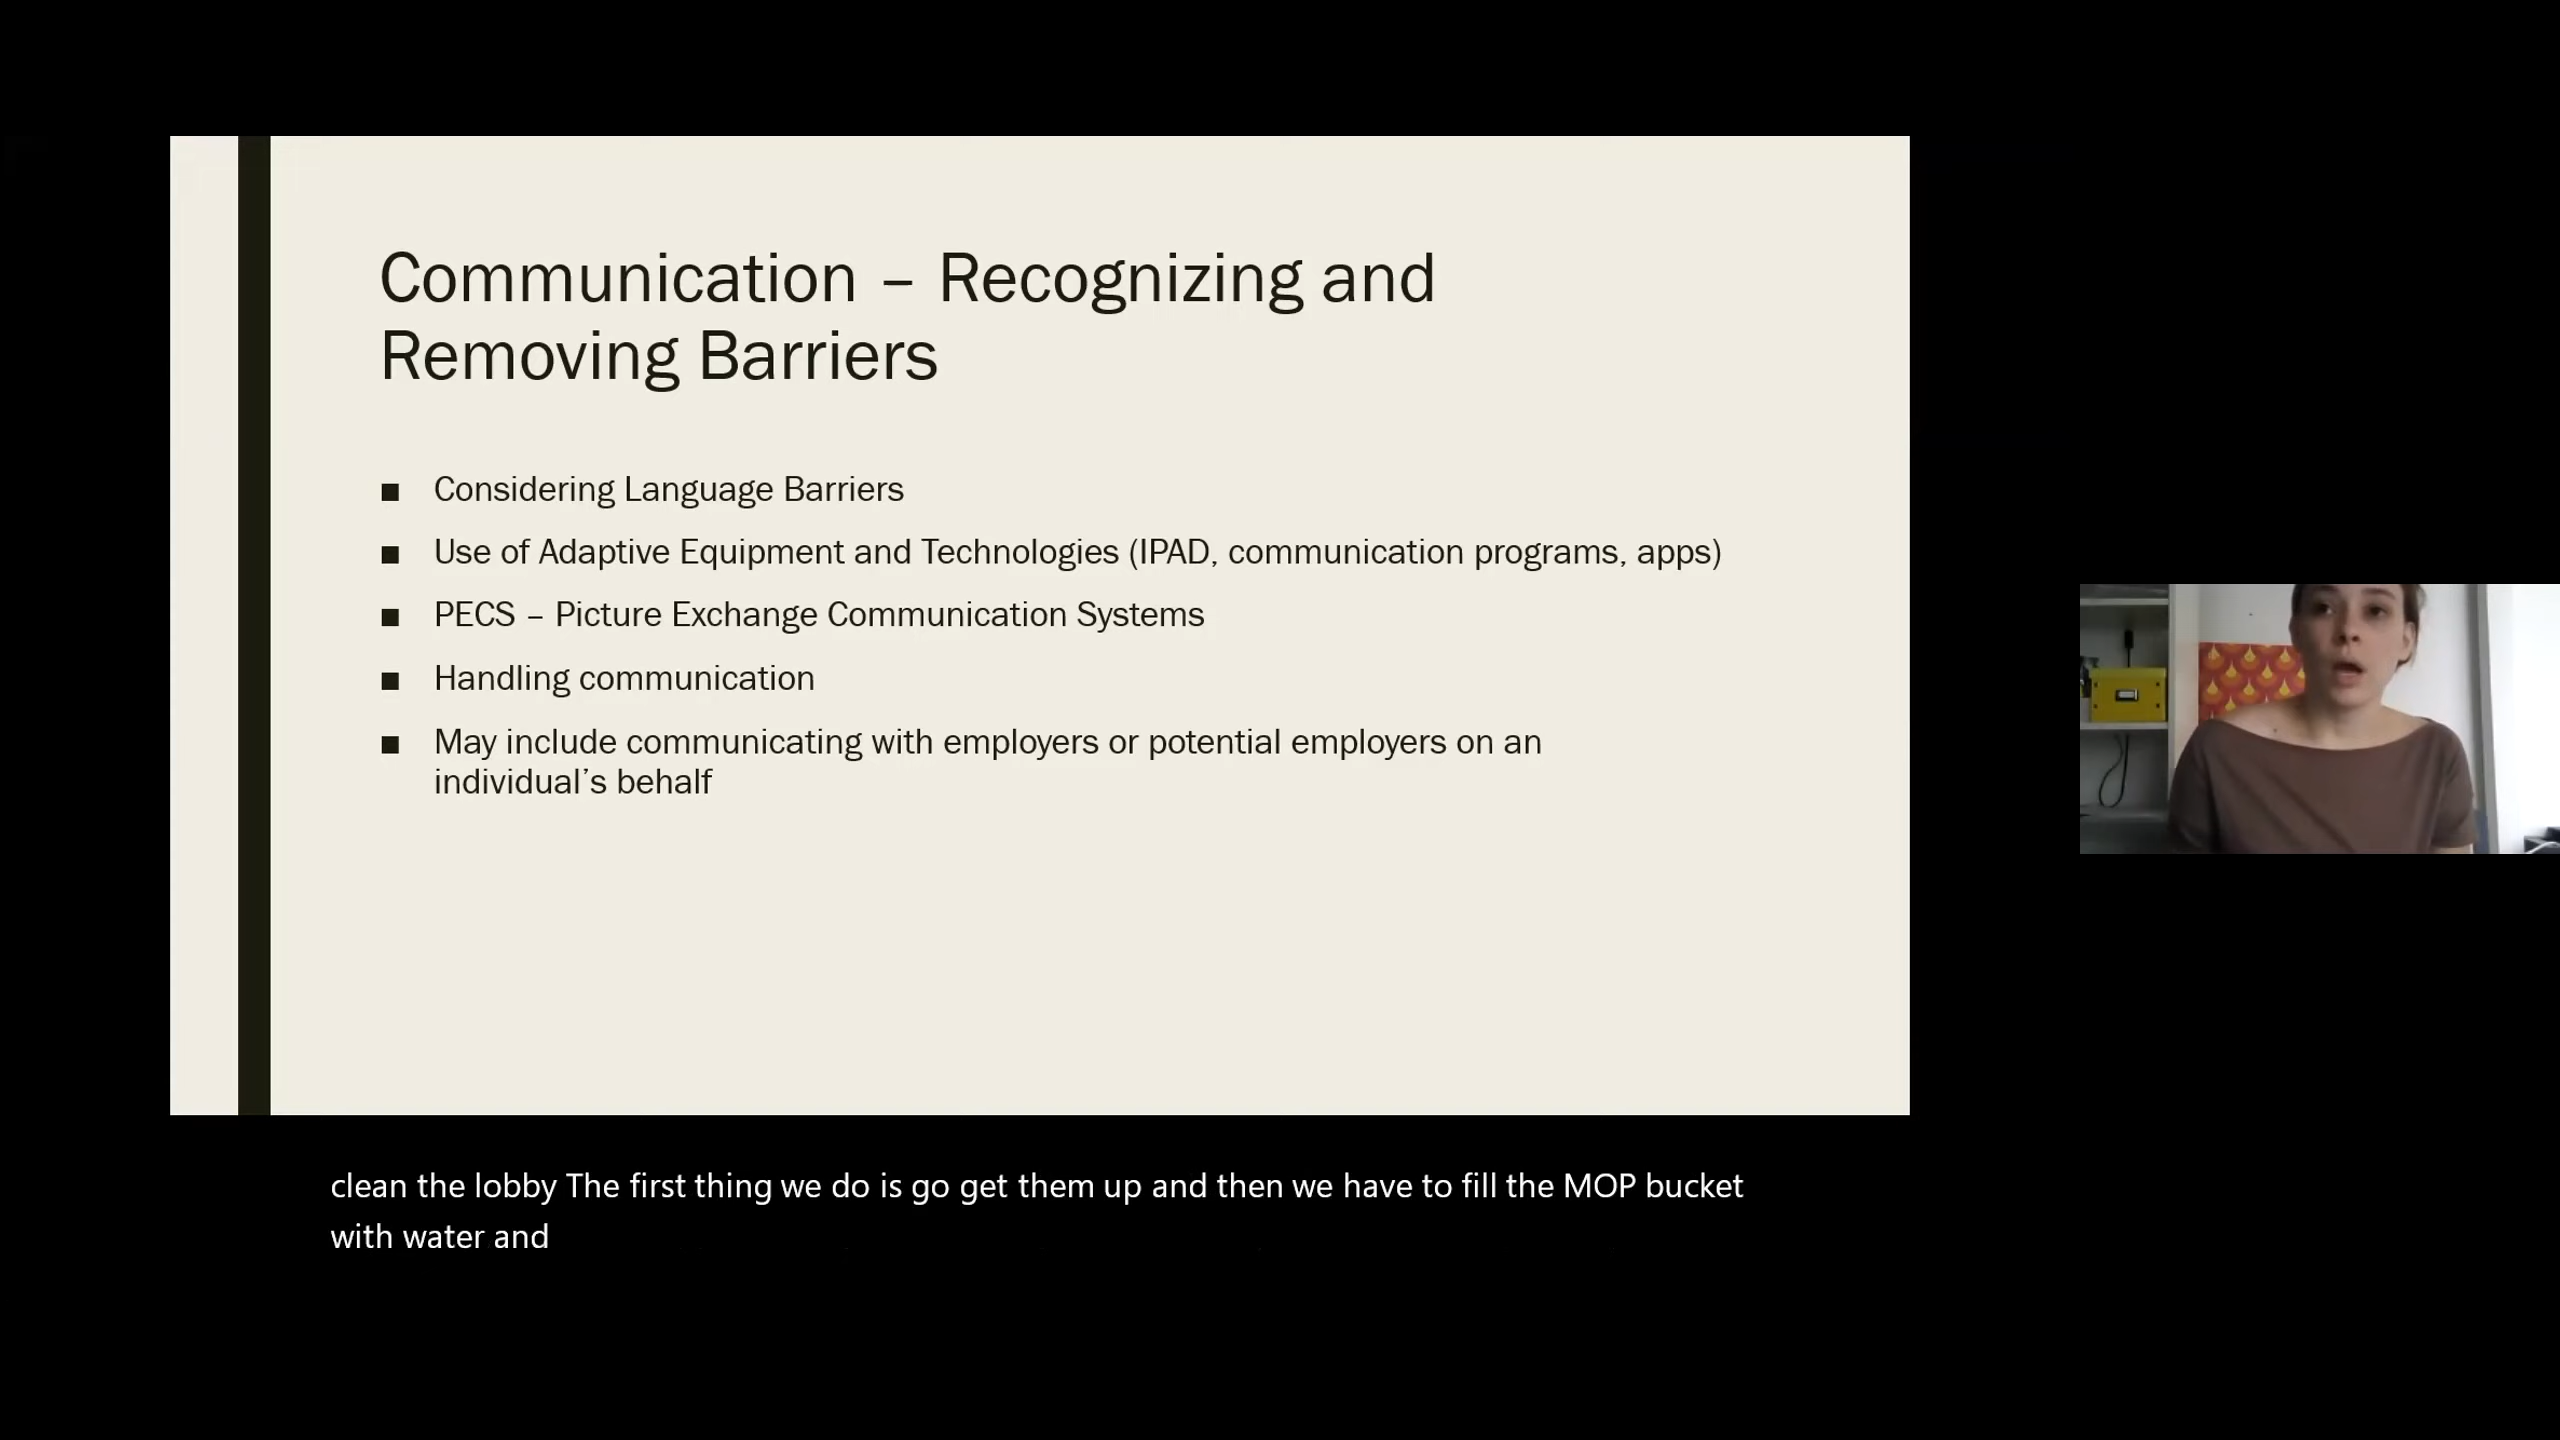 Communication – Recognizing and
Removing Barriers
■ Considering Language Barriers
■ Use of Adaptive Equipment and Technologies (IPAD, communication programs, apps)
■ PECS – Picture Exchange Communication Systems
■ Handling communication
■ May include communicating with employers or potential employers on an
individual’s behalf
clean the lobby The first thing we do is go get them up and then we have to fill the MOP bucket
with water and